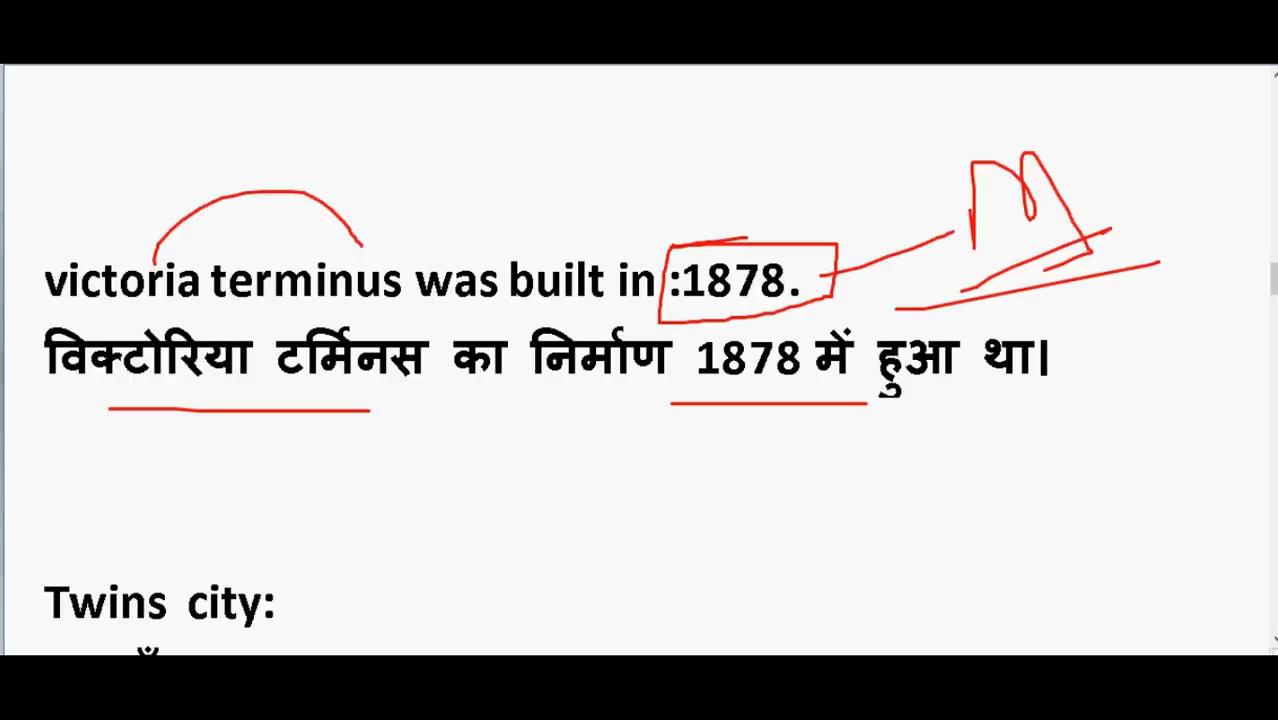 victoria terminus was built in :1878.
विक्टोरिया टर्मिनस का निर्माण 1878 में हुआ था।
Twins city: